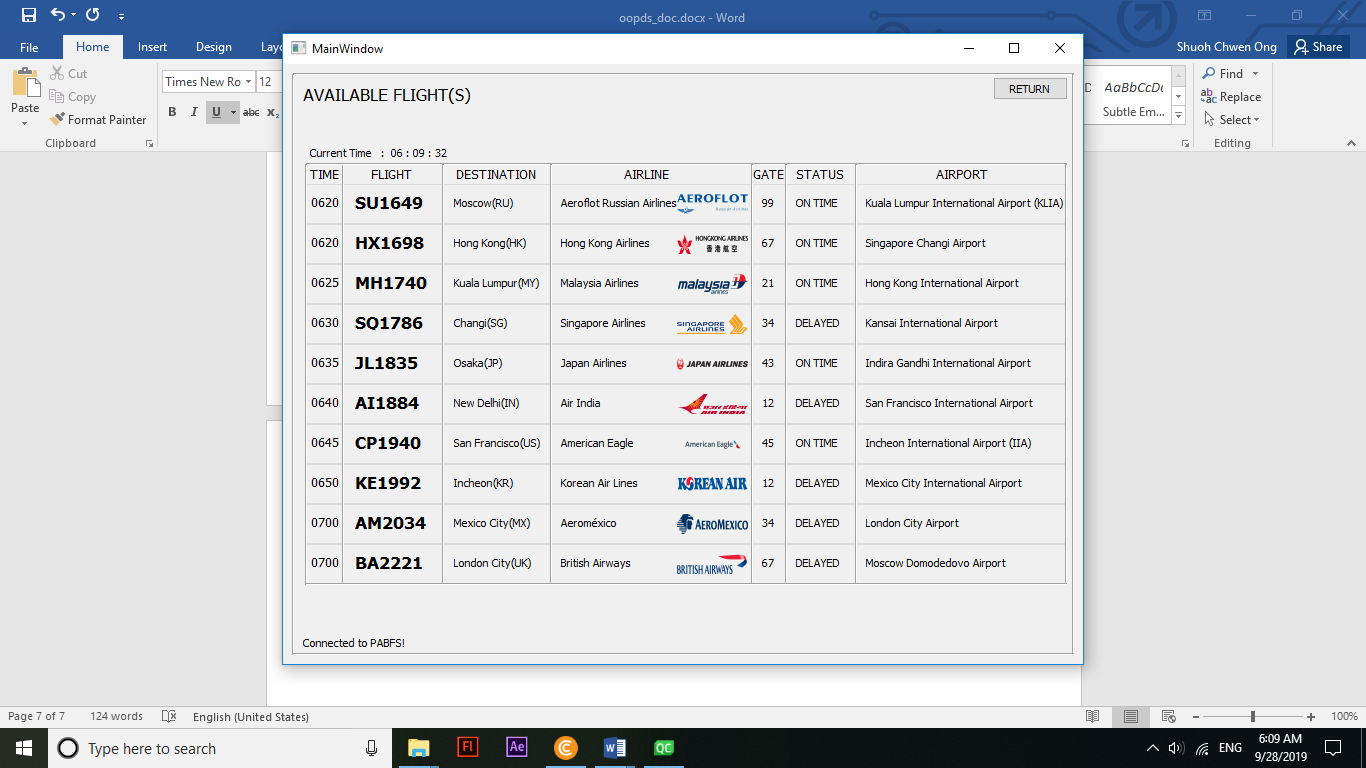 oopds_doc.docx - Word
File Home Insert Design Layo Shuoh Chwen Ong Share
MainWindow
Cut
Copy
Format Painter
Paste
Clipboard
Times New Ro 12
B I U abc X₂
AaBbCcDc
Subtle Em...
Find
Replace
Select
Editing
AVAILABLE FLIGHT(S) RETURN
Current Time : 06 : 09 : 32
TIME FLIGHT DESTINATION AIRLINE GATE STATUS AIRPORT
0620 SU1649 Moscow(RU) Aeroflot Russian Airlines AEROFLOT Russian Airlines 99 ON TIME Kuala Lumpur International Airport (KLIA)
0620 HX1698 Hong Kong(HK) Hong Kong Airlines HONGKONG AIRLINES 香港航空 67 ON TIME Singapore Changi Airport
0625 MH1740 Kuala Lumpur(MY) Malaysia Airlines malaysia airlines 21 ON TIME Hong Kong International Airport
0630 SQ1786 Changi(SG) Singapore Airlines SINGAPORE AIRLINES 34 DELAYED Kansai International Airport
0635 JL1835 Osaka(JP) Japan Airlines JAPAN AIRLINES 43 ON TIME Indira Gandhi International Airport
0640 AI1884 New Delhi(IN) Air India AIR INDIA 12 DELAYED San Francisco International Airport
0645 CP1940 San Francisco(US) American Eagle American Eagle 45 ON TIME Incheon International Airport (IIA)
0650 KE1992 Incheon(KR) Korean Air Lines KOREAN AIR 12 DELAYED Mexico City International Airport
0700 AM2034 Mexico City(MX) Aeroméxico AEROMEXICO 34 DELAYED London City Airport
0700 BA2221 London City(UK) British Airways BRITISH AIRWAYS 67 DELAYED Moscow Domodedovo Airport
Connected to PABFS!
Page 7 of 7 124 words English (United States) 100%
Type here to search Fl Ae QC ENG 6:09 AM
9/28/2019